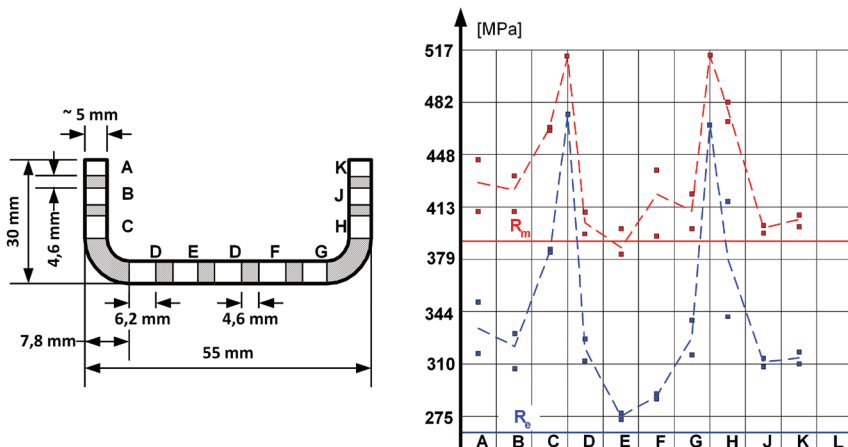 ~ 5 mm
A
B
C
K
J
H
30 mm
4,6 mm
D E D F G
6,2 mm
4,6 mm
7,8 mm
55 mm
[MPa]
517
482
448
413
379
344
310
275
Rm
Re
A B C D E F G H J K L